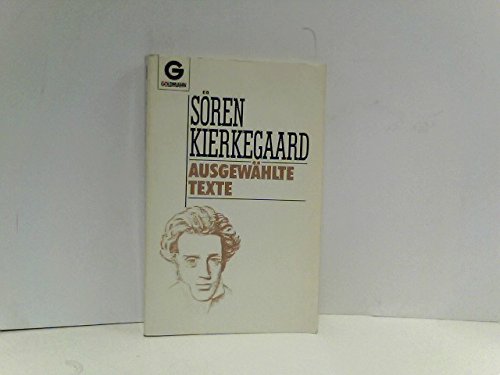 G
GOLDMANN
SÖREN
KIERKEGAARD
AUSGEWÄHLTE
TEXTE